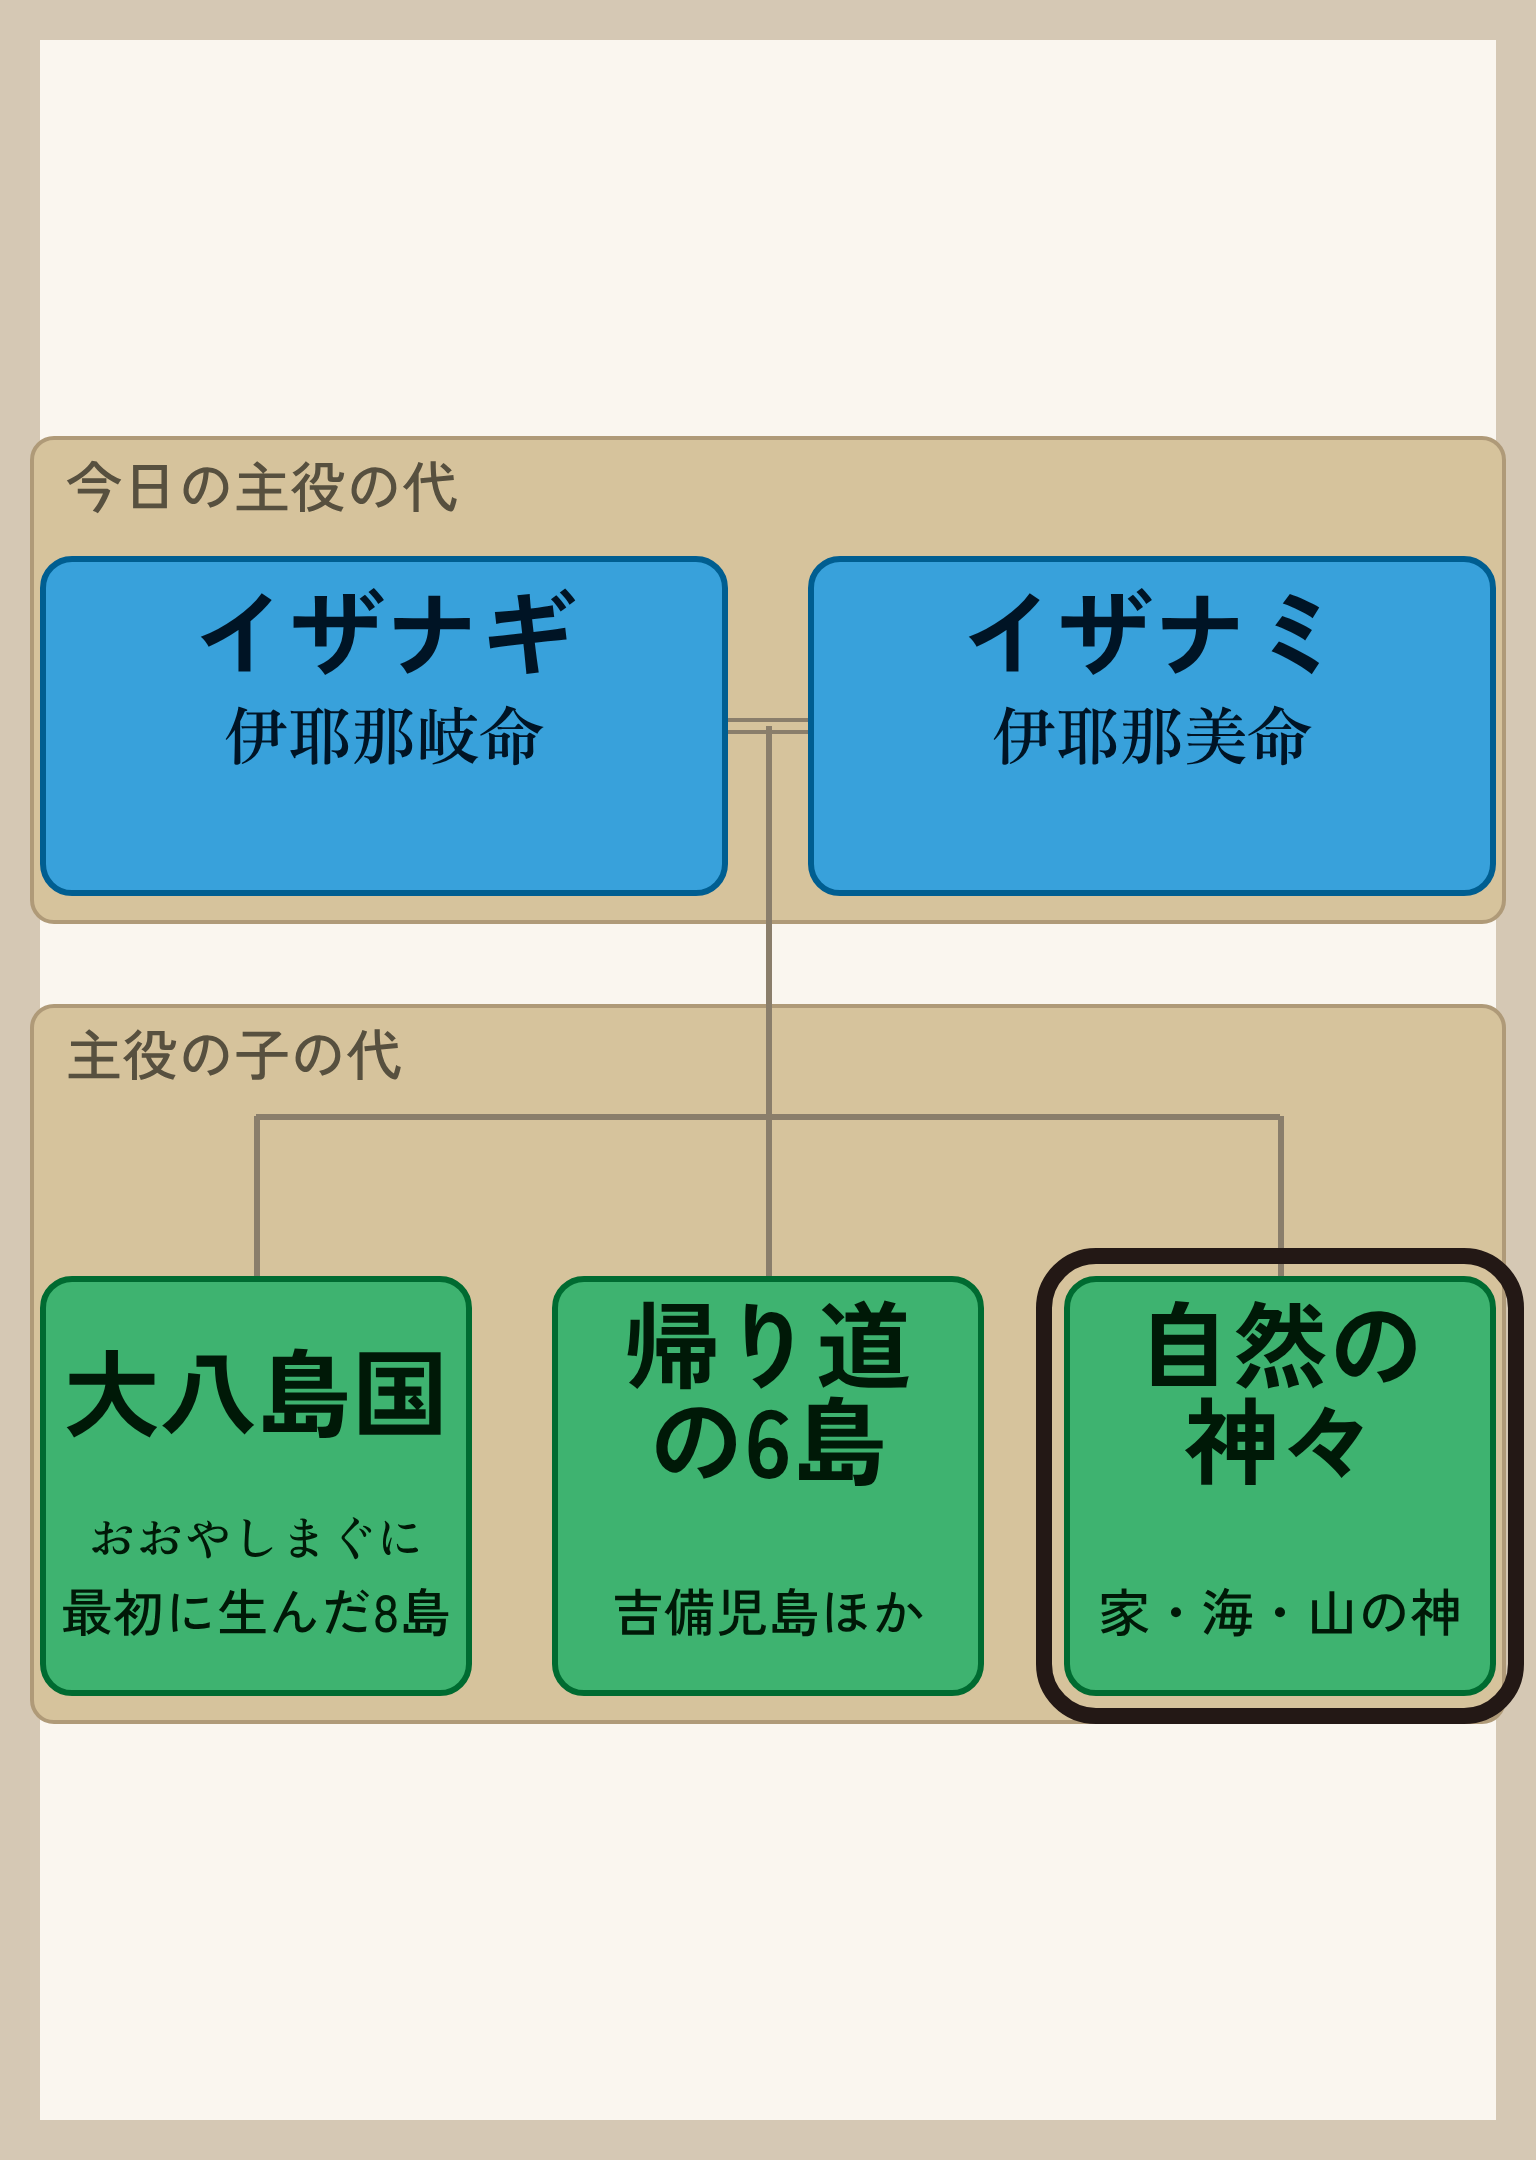 今日の主役の代
イザナギ
伊耶那岐命
イザナミ
伊耶那美命
主役の子の代
大八島国
おおやしまぐに
最初に生んだ8島
帰り道
の6島
吉備児島ほか
自然の
神々
家・海・山の神